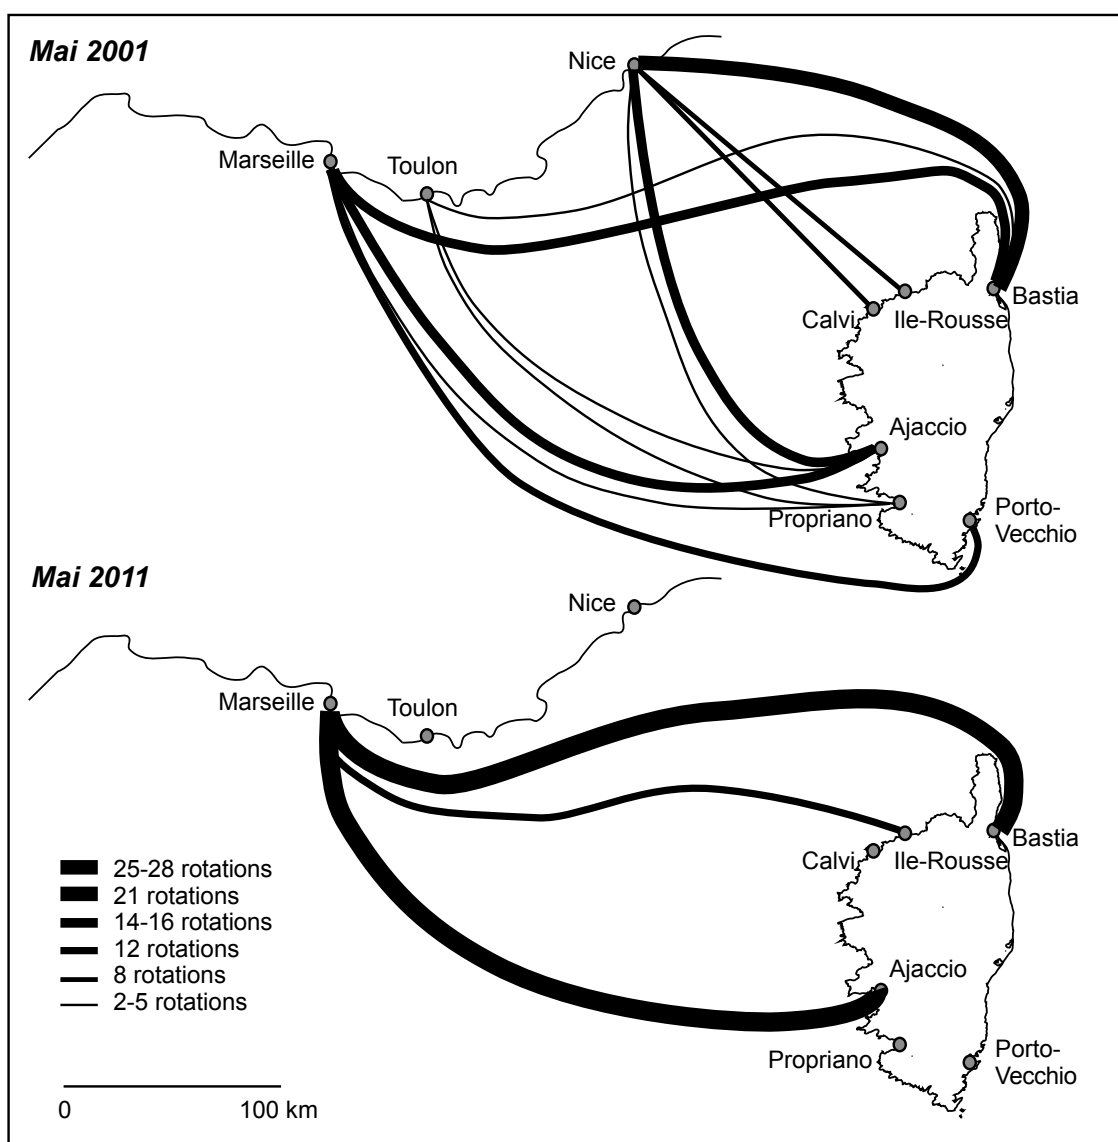 Mai 2001
Nice
Marseille
Toulon
Bastia
Calvi
Ile-Rousse
Ajaccio
Propriano
Porto-
Vecchio
Mai 2011
Nice
Marseille
Toulon
Bastia
Calvi
Ile-Rousse
25-28 rotations
21 rotations
14-16 rotations
12 rotations
8 rotations
2-5 rotations
Ajaccio
Propriano
Porto-
Vecchio
0
100 km